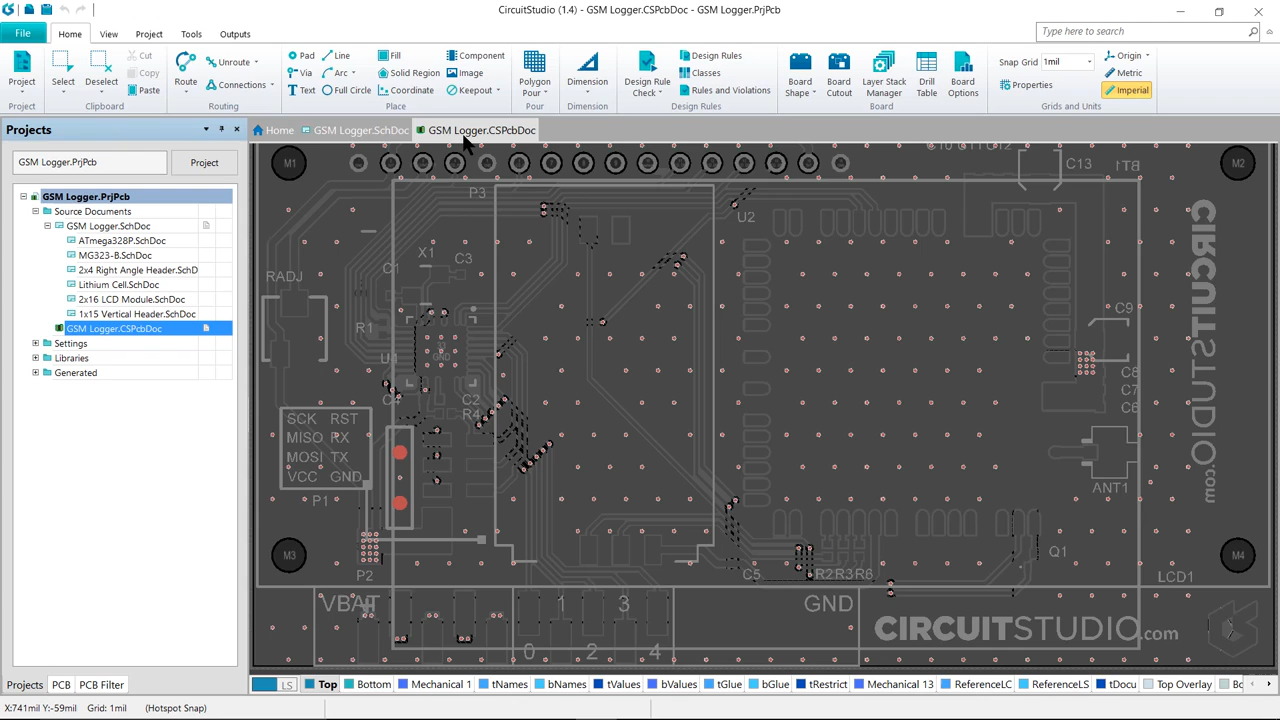 CircuitStudio (1.4) - GSM Logger.CSPbDoc - GSM Logger.PrjPcb
File
Home
View
Project
Tools
Outputs
Type here to search
Project
Select
Deselect
Cut
Copy
Paste
Route
Unroute
Connections
Pad
Via
Text
Line
Arc
Full Circle
Fill
Solid Region
Coordinate
Component
Image
Keepout
Polygon
Pour
Dimension
Design Rule
Check
Design Rules
Classes
Rules and Violations
Board
Shape
Board
Cutout
Layer Stack
Manager
Drill
Table
Board
Options
Snap Grid
1mil
Properties
Origin
Metric
Imperial
Project
Clipboard
Routing
Place
Pour
Dimension
Design Rules
Board
Grids and Units
Projects
Home
GSM Logger.SchDoc
GSM Logger.CSPcbDoc
GSM Logger.PrjPcb
Project
GSM Logger.PrjPcb
Source Documents
GSM Logger.SchDoc
ATmega328P.SchDoc
MG323-B.SchDoc
2x4 Right Angle Header.SchD
Lithium Cell.SchDoc
2x16 LCD Module.SchDoc
1x15 Vertical Header.SchDoc
GSM Logger.CSPcbDoc
Settings
Libraries
Generated
M1
P3
C10 C11 C12
C13
BT1
M2
U2
X1
C3
C1
RADJ
R1
U1
33
GND
C9
C8
C7
C6
C4
C2
R4
SCK RST
MISO RX
MOSI TX
VCC GND
P1
ANT1
M3
P2
C5
R2R3R6
Q1
M4
LCD1
VBAT
1
3
GND
0
2
4
CIRCUITSTUDIO.com
CIRCUITSTUDIO.com
Projects
PCB
PCB Filter
LS
Top
Bottom
Mechanical 1
tNames
bNames
tValues
bValues
tGlue
bGlue
tRestrict
Mechanical 13
ReferenceLC
ReferenceLS
tDocu
Top Overlay
Bc
X:741mil Y:-59mil
Grid: 1mil
(Hotspot Snap)